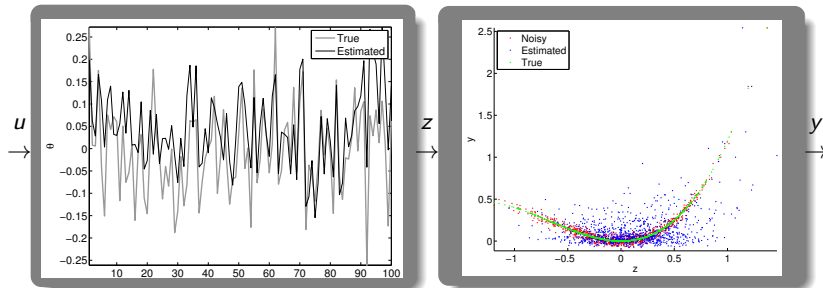 u
0.25
0.2
0.15
0.1
0.05
0
−0.05
−0.1
−0.15
−0.2
−0.25
θ
True
Estimated
10 20 30 40 50 60 70 80 90 100
z
2.5
2
1.5
1
0.5
0
y
Noisy
Estimated
True
−1 −0.5 0 0.5 1
z
y